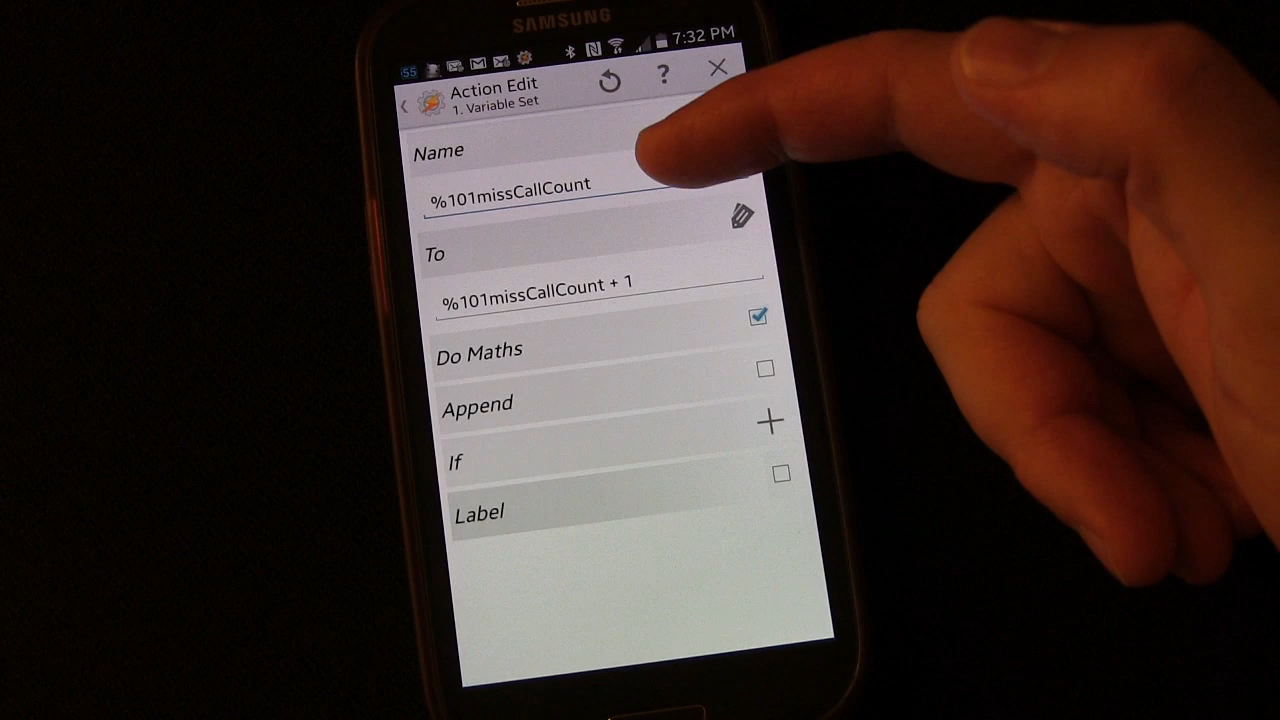 SAMSUNG
55 7:32 PM
Action Edit
1. Variable Set
?
Name
%101missCallCount
To
%101missCallCount + 1
Do Maths
Append
If
Label